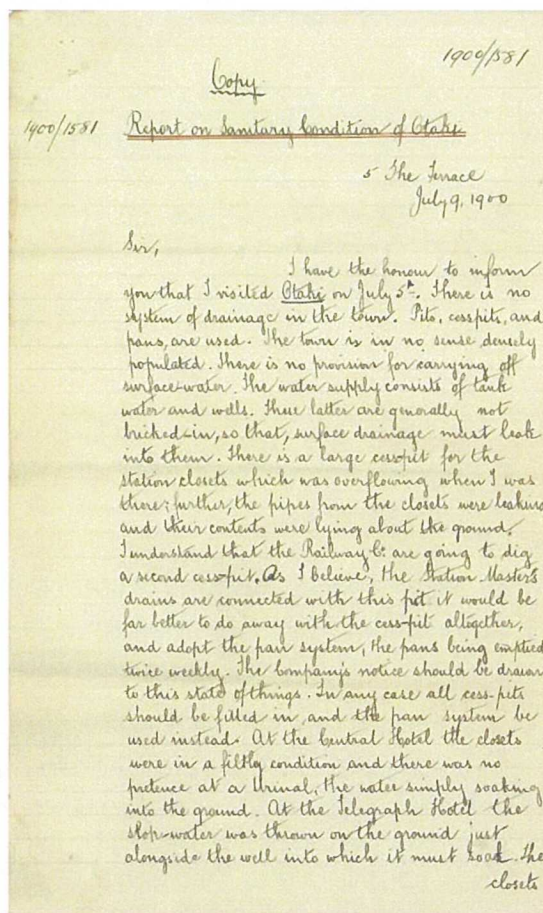 1900/1581
Copy
1900/1581 Report on Sanitary Condition of Otaki
5 The Terrace
July 9, 1900
Sir,
I have the honour to inform
you that I visited Otaki on July 5th. There is no
system of drainage in the town. Pits, cesspits, and
pans, are used. The town is in no sense densely
populated. There is no provision for carrying off
surface-water. The water supply consists of tank
water and wells. These latter are generally not
bricked-in, so that, surface drainage must leak
into them. There is a large cess-pit for the
station closets which was overflowing when I was
there; further, the pipes from the closets were leaking
and their contents were lying about the ground.
I understand that the Railway Co. are going to dig
a second cess-pit. As I believe, the Station Master's
drains are connected with this pit it would be
far better to do away with the cess-pit altogether,
and adopt the pan system, the pans being emptied
twice weekly. The Company's notice should be drawn
to this state of things. In any case all cess-pits
should be filled in, and the pan system be
used instead. At the Central Hotel the closets
were in a filthy condition and there was no
pretence at a urinal, the water simply soaking
into the ground. At the Telegraph Hotel the
slop-water was thrown on the ground just
alongside the well into which it must soak. The
closets